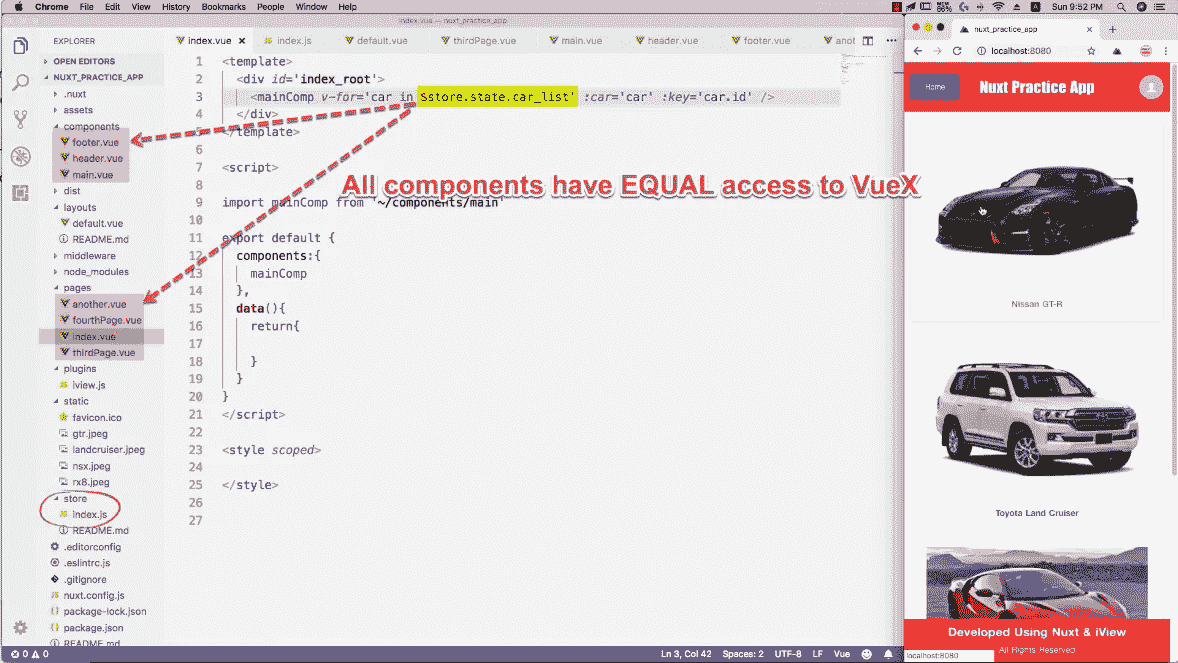 Chrome File Edit View History Bookmarks People Window Help
Sun 9:52 PM
index.vue — nuxt_practice_app
EXPLORER
OPEN EDITORS
NUXT_PRACTICE_APP
.nuxt
assets
components
footer.vue
header.vue
main.vue
dist
layouts
default.vue
README.md
middleware
node_modules
pages
another.vue
fourthPage.vue
index.vue
thirdPage.vue
plugins
iview.js
static
favicon.ico
gtr.jpeg
landcruiser.jpeg
nsx.jpeg
rx8.jpeg
store
index.js
README.md
.editorconfig
.eslintrc.js
.gitignore
nuxt.config.js
package-lock.json
package.json
README.md
index.vue index.js default.vue thirdPage.vue main.vue header.vue footer.vue anot
1 <template>
2 <div id='index_root'>
3 <mainComp v-for='car in $store.state.car_list' :car='car' :key='car.id' />
4 </div>
5 </template>
6
7 <script>
8
All components have EQUAL access to VueX
9 import mainComp from '~/components/main'
10
11 export default {
12 components:{
13 mainComp
14 },
15 data(){
16 return{
17
18 }
19 }
20 }
21 </script>
22
23 <style scoped>
24
25 </style>
26
27
0 0
Ln 3, Col 42 Spaces: 2 UTF-8 LF Vue
nuxt_practice_app
localhost:8080
Home Nuxt Practice App
Nissan GT-R
Toyota Land Cruiser
Developed Using Nuxt & iView
All Rights Reserved
localhost:8080